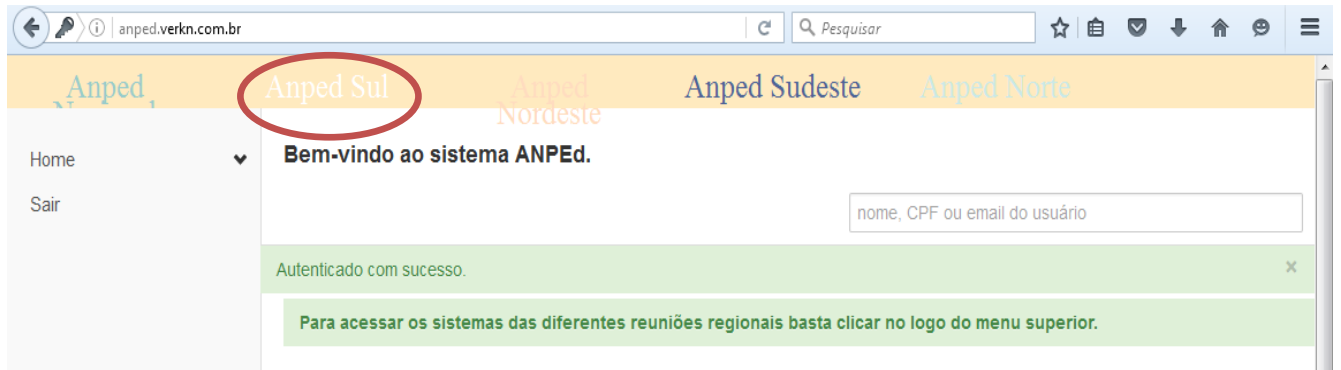 anped.verkn.com.br
Pesquisar
Anped
Anped Sul
Anped
Nordeste
Anped Sudeste
Anped Norte
Home
Sair
Bem-vindo ao sistema ANPEd.
nome, CPF ou email do usuário
Autenticado com sucesso.
×
Para acessar os sistemas das diferentes reuniões regionais basta clicar no logo do menu superior.